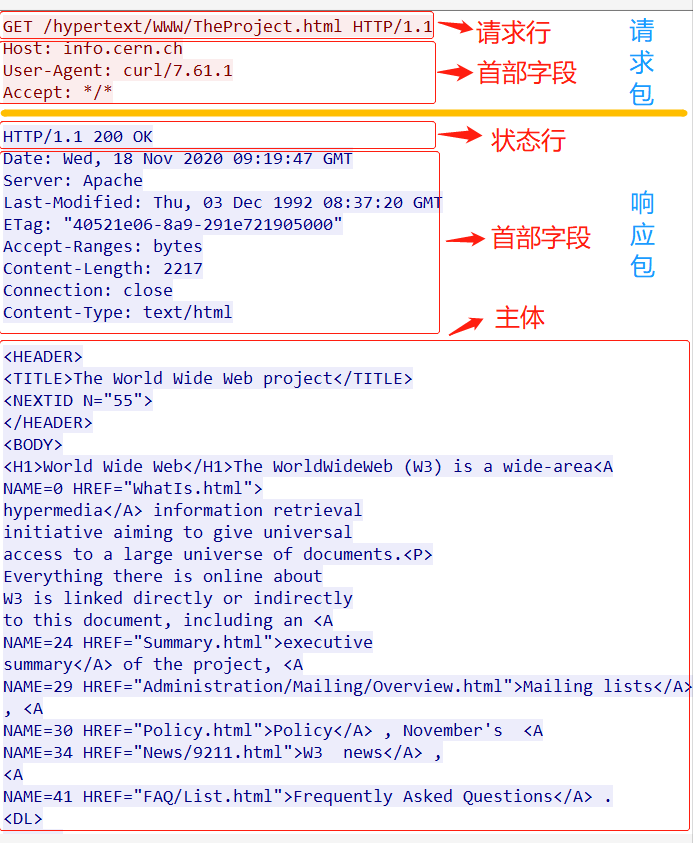 GET /hypertext/WWW/TheProject.html HTTP/1.1
请求行
Host: info.cern.ch
User-Agent: curl/7.61.1
Accept: */*
首部字段
请求包
HTTP/1.1 200 OK
状态行
Date: Wed, 18 Nov 2020 09:19:47 GMT
Server: Apache
Last-Modified: Thu, 03 Dec 1992 08:37:20 GMT
ETag: "40521e06-8a9-291e721905000"
Accept-Ranges: bytes
Content-Length: 2217
Connection: close
Content-Type: text/html
首部字段
响应包
主体
<HEADER>
<TITLE>The World Wide Web project</TITLE>
<NEXTID N="55">
</HEADER>
<BODY>
<H1>World Wide Web</H1>The WorldWideWeb (W3) is a wide-area<A
NAME=0 HREF="WhatIs.html">
hypermedia</A> information retrieval
initiative aiming to give universal
access to a large universe of documents.<P>
Everything there is online about
W3 is linked directly or indirectly
to this document, including an <A
NAME=24 HREF="Summary.html">executive
summary</A> of the project, <A
NAME=29 HREF="Administration/Mailing/Overview.html">Mailing lists</A>
, <A
NAME=30 HREF="Policy.html">Policy</A> , November's  <A
NAME=34 HREF="News/9211.html">W3  news</A> ,
<A
NAME=41 HREF="FAQ/List.html">Frequently Asked Questions</A> .
<DL>